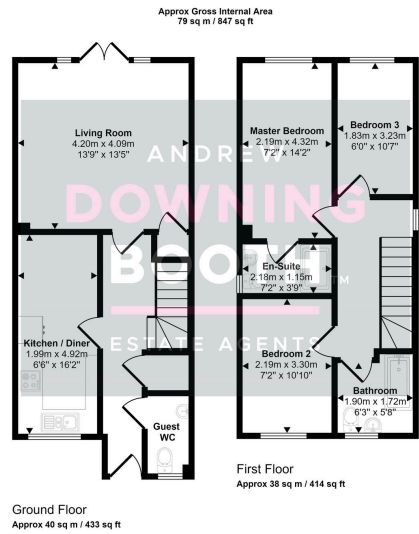 Approx Gross Internal Area
79 sq m / 847 sq ft
Living Room
4.20m x 4.09m
13'9" x 13'5"
Master Bedroom
2.19m x 4.32m
7'2" x 14'2"
Bedroom 3
1.83m x 3.23m
6'0" x 10'7"
ANDREW
DOWNING
BOOTH
TM
ESTATE AGENTS
En-Suite
2.18m x 1.15m
7'2" x 3'9"
Kitchen / Diner
1.99m x 4.92m
6'6" x 16'2"
Bedroom 2
2.19m x 3.30m
7'2" x 10'10"
Bathroom
1.90m x 1.72m
6'3" x 5'8"
Guest
WC
First Floor
Approx 38 sq m / 414 sq ft
Ground Floor
Approx 40 sq m / 433 sq ft